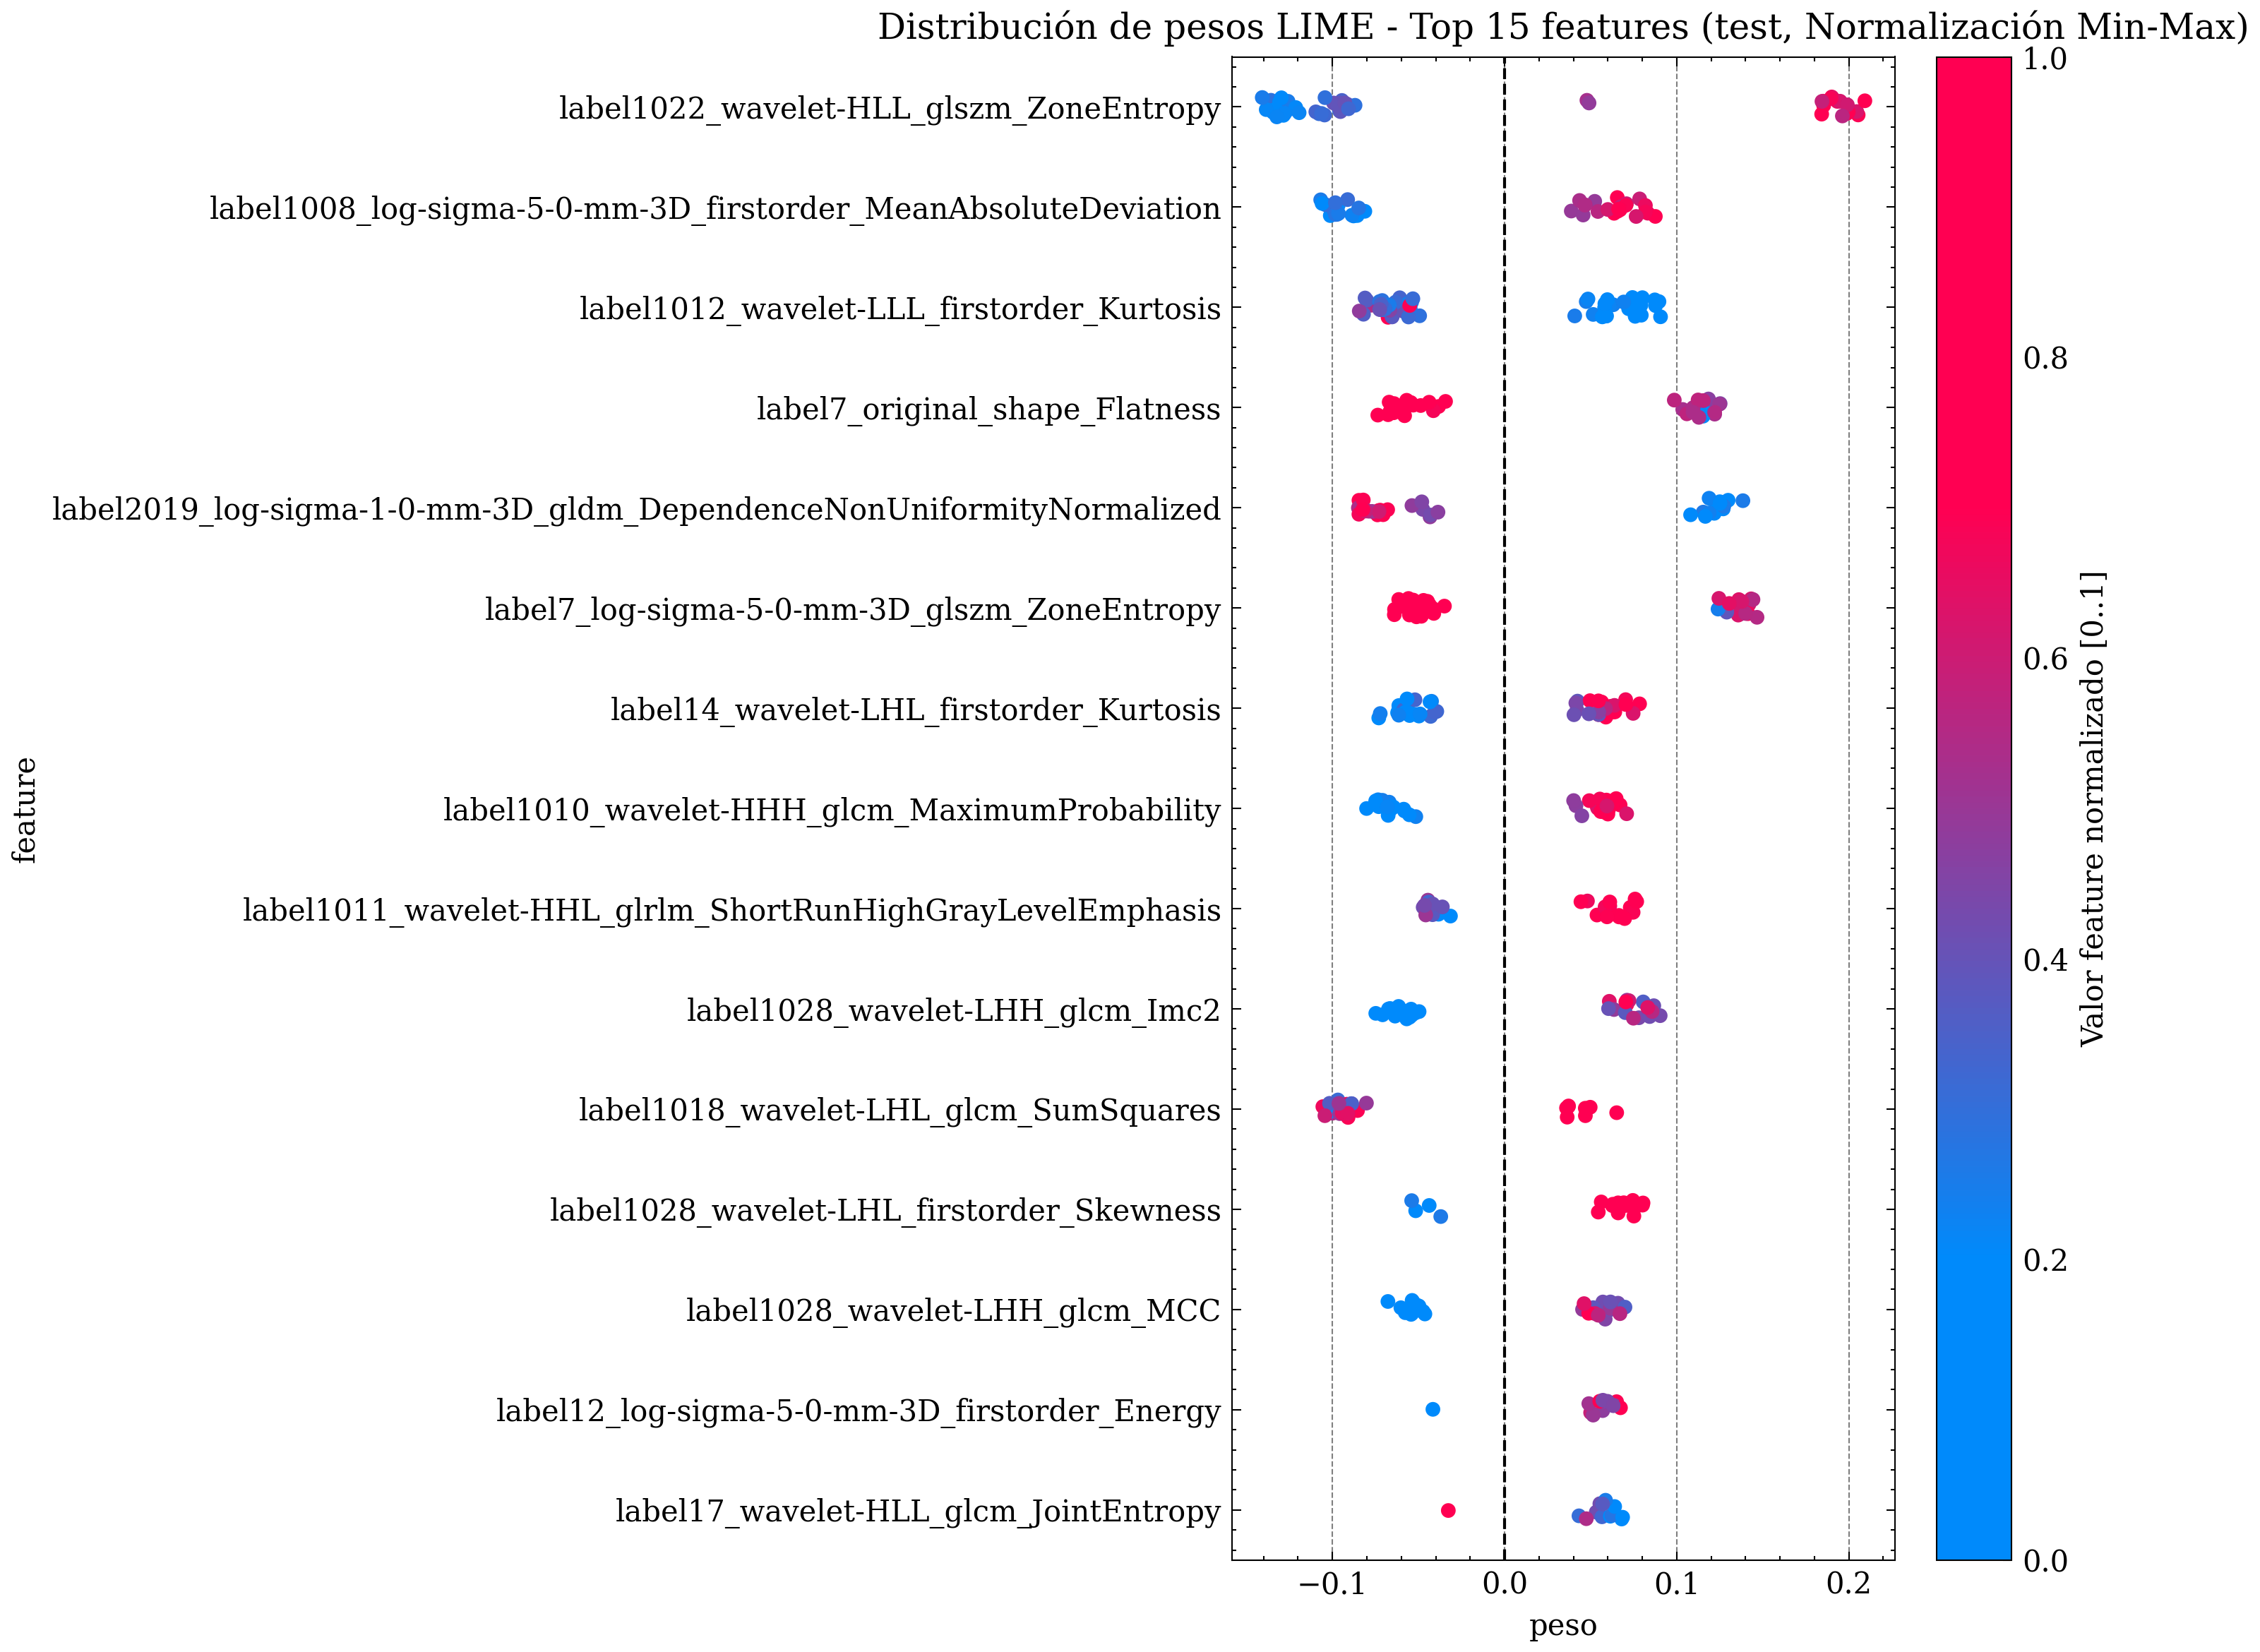 Distribución de pesos LIME - Top 15 features (test, Normalización Min-Max)
feature
label1022_wavelet-HLL_glszm_ZoneEntropy
label1008_log-sigma-5-0-mm-3D_firstorder_MeanAbsoluteDeviation
label1012_wavelet-LLL_firstorder_Kurtosis
label7_original_shape_Flatness
label2019_log-sigma-1-0-mm-3D_gldm_DependenceNonUniformityNormalized
label7_log-sigma-5-0-mm-3D_glszm_ZoneEntropy
label14_wavelet-LHL_firstorder_Kurtosis
label1010_wavelet-HHH_glcm_MaximumProbability
label1011_wavelet-HHL_glrlm_ShortRunHighGrayLevelEmphasis
label1028_wavelet-LHH_glcm_Imc2
label1018_wavelet-LHL_glcm_SumSquares
label1028_wavelet-LHL_firstorder_Skewness
label1028_wavelet-LHH_glcm_MCC
label12_log-sigma-5-0-mm-3D_firstorder_Energy
label17_wavelet-HLL_glcm_JointEntropy
−0.1
0.0
0.1
0.2
peso
1.0
0.8
0.6
0.4
0.2
0.0
Valor feature normalizado [0..1]